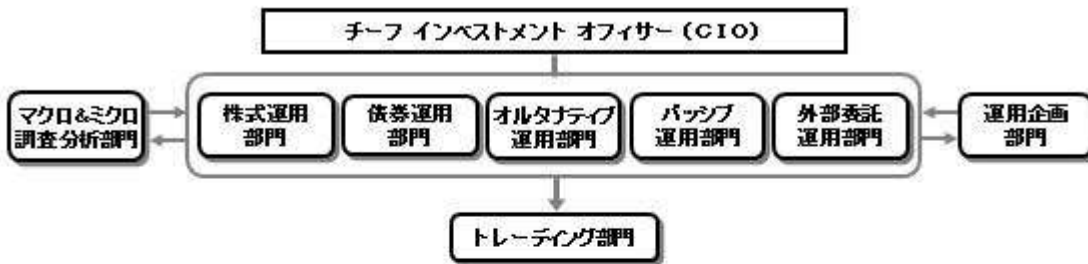 チーフ インベストメント オフィサー (CIO)
マクロ&ミクロ
調査分析部門
株式運用
部門
債券運用
部門
オルタナティブ
運用部門
パッシブ
運用部門
外部委託
運用部門
運用企画
部門
トレーディング部門